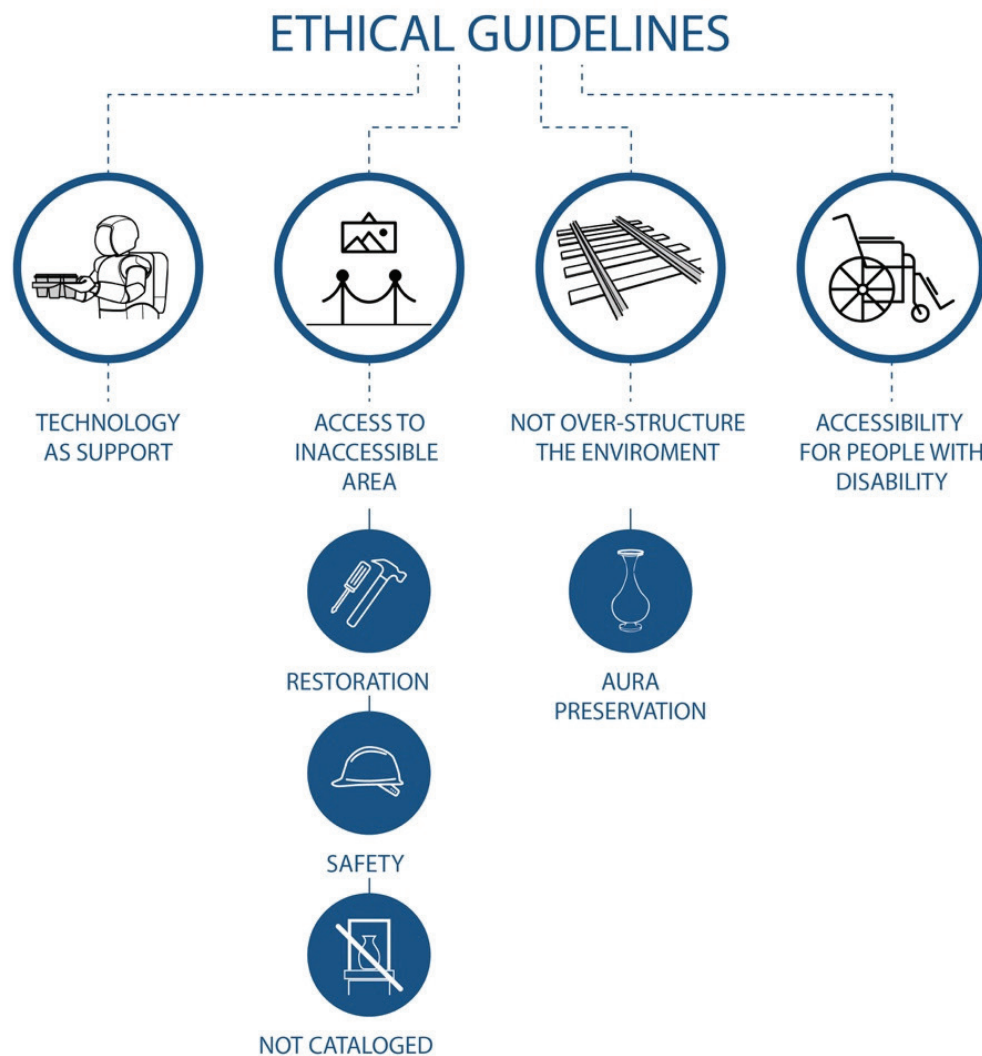 ETHICAL GUIDELINES
TECHNOLOGY
AS SUPPORT
ACCESS TO
INACCESSIBLE
AREA
NOT OVER-STRUCTURE
THE ENVIROMENT
ACCESSIBILITY
FOR PEOPLE WITH
DISABILITY
RESTORATION
AURA
PRESERVATION
SAFETY
NOT CATALOGED